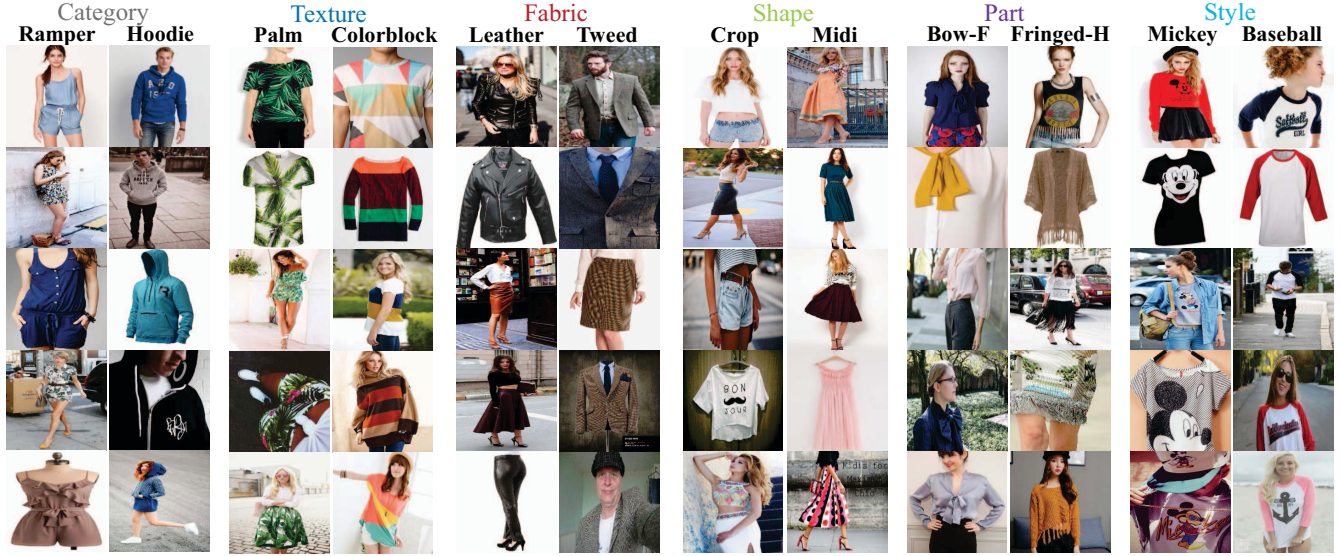 Category Texture Fabric Shape Part Style
Ramper Hoodie Palm Colorblock Leather Tweed Crop Midi Bow-F Fringed-H Mickey Baseball
Softball
GIRL
BON
JOUR